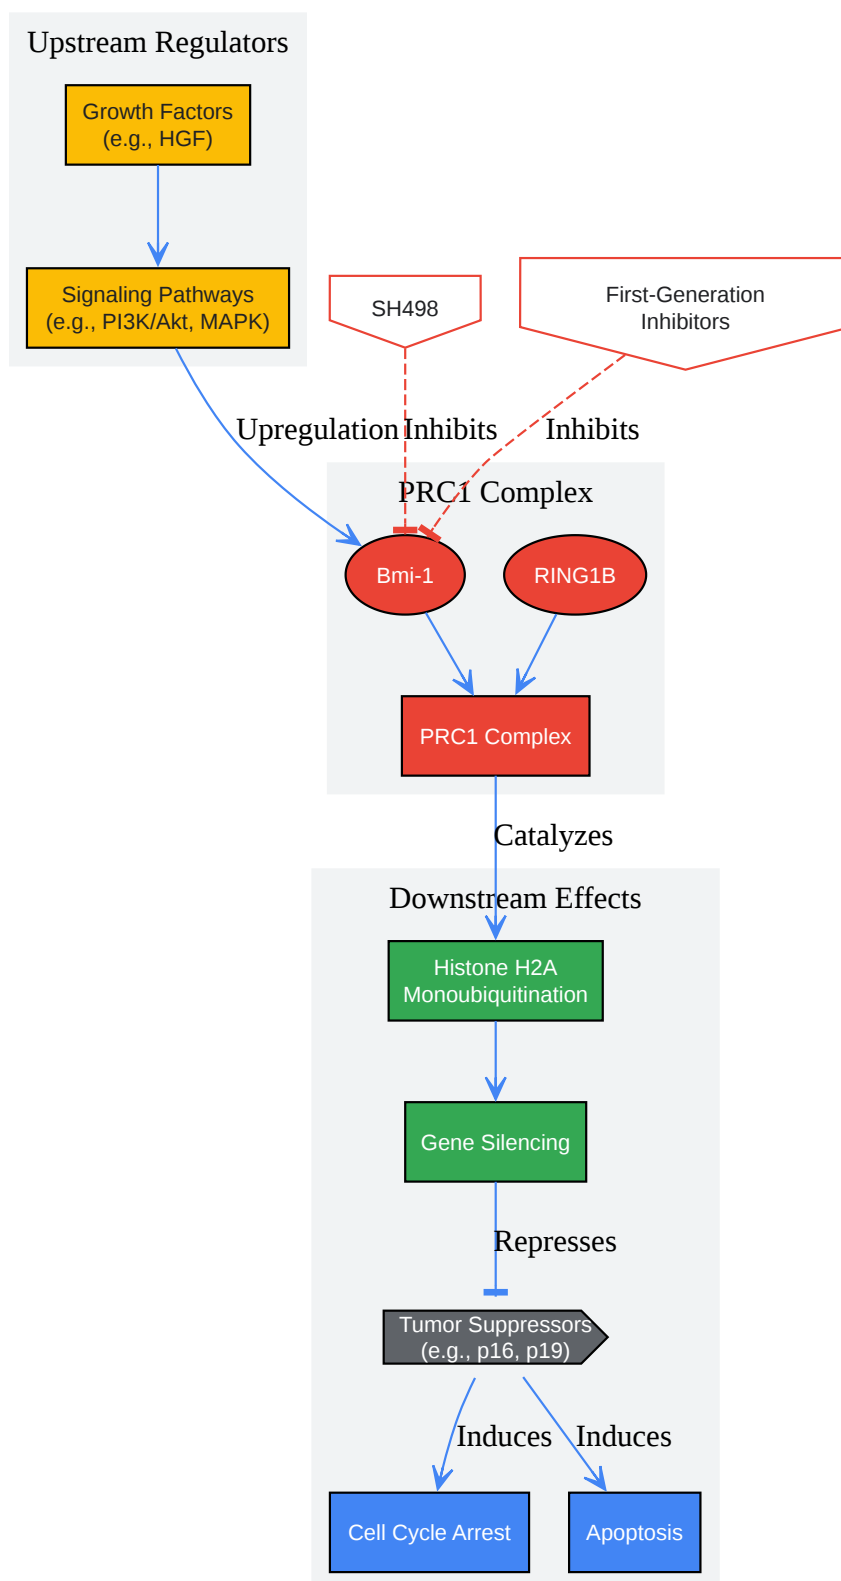 Upstream Regulators
Growth Factors
(e.g., HGF)
Signaling Pathways
(e.g., PI3K/Akt, MAPK)
SH498
First-Generation
Inhibitors
Upregulation
Inhibits
Inhibits
PRC1 Complex
Bmi-1
RING1B
PRC1 Complex
Catalyzes
Downstream Effects
Histone H2A
Monoubiquitination
Gene Silencing
Represses
Tumor Suppressors
(e.g., p16, p19)
Induces
Induces
Cell Cycle Arrest
Apoptosis